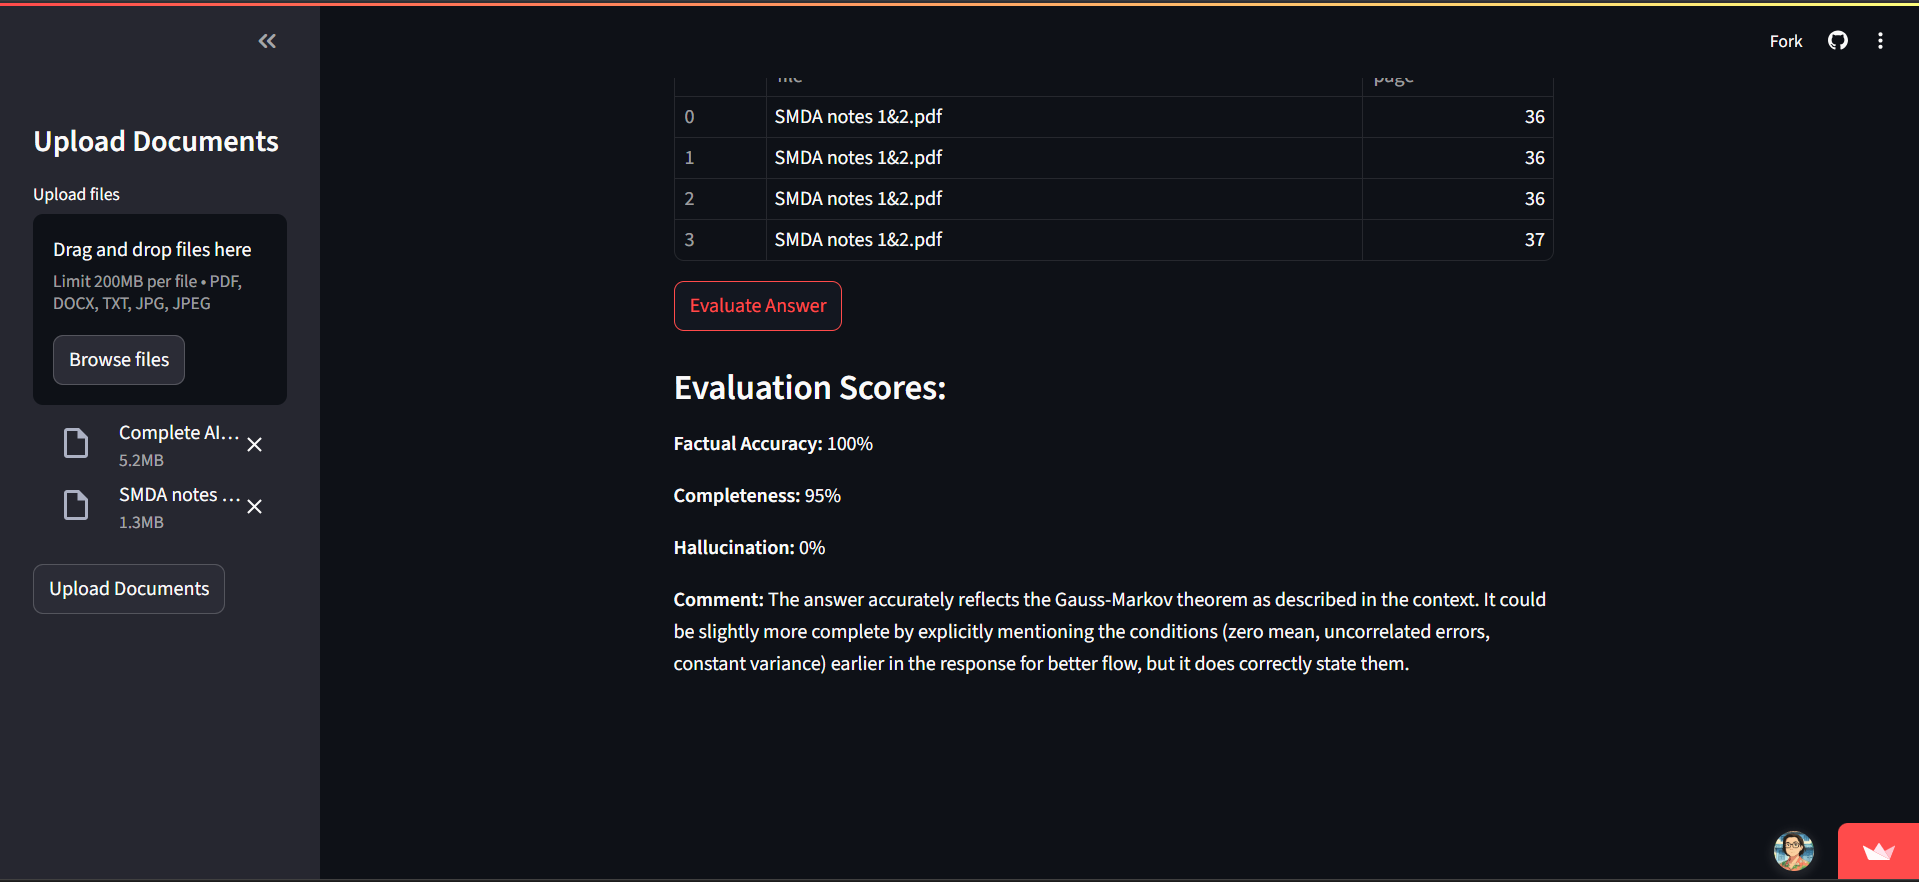 Fork
Upload Documents
Upload files
Drag and drop files here
Limit 200MB per file • PDF,
DOCX, TXT, JPG, JPEG
Browse files
Complete AI...
5.2MB
SMDA notes ...
1.3MB
Upload Documents
file page
0 SMDA notes 1&2.pdf 36
1 SMDA notes 1&2.pdf 36
2 SMDA notes 1&2.pdf 36
3 SMDA notes 1&2.pdf 37
Evaluate Answer
Evaluation Scores:
Factual Accuracy: 100%
Completeness: 95%
Hallucination: 0%
Comment: The answer accurately reflects the Gauss-Markov theorem as described in the context. It could
be slightly more complete by explicitly mentioning the conditions (zero mean, uncorrelated errors,
constant variance) earlier in the response for better flow, but it does correctly state them.